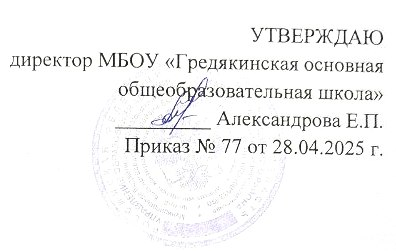 УТВЕРЖДАЮ
директор МБОУ «Гредякинская основная
общеобразовательная школа»
__________ Александрова Е.П.
Приказ № 77 от 28.04.2025 г.